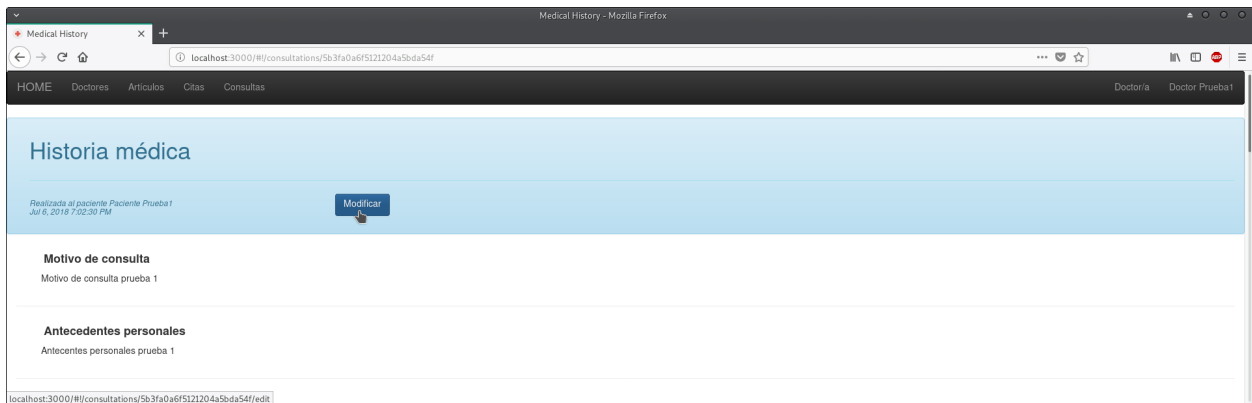 Medical History - Mozilla Firefox
Medical History
localhost:3000/#!/consultations/5b3fa0a6f5121204a5bda54f
ABP
HOME Doctores Artículos Citas Consultas Doctor/a Doctor Prueba1
Historia médica
Realizada al paciente Paciente Prueba1
Jul 6, 2018 7:02:30 PM
Modificar
Motivo de consulta
Motivo de consulta prueba 1
Antecedentes personales
Antecentes personales prueba 1
localhost:3000/#!/consultations/5b3fa0a6f5121204a5bda54f/edit